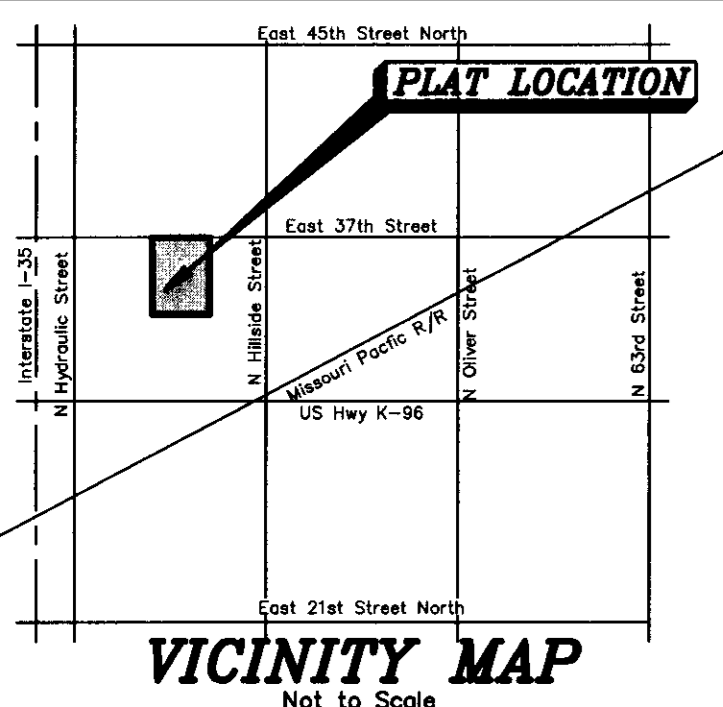 East 45th Street North
PLAT LOCATION
East 37th Street
Interstate I-35
N Hydraulic Street
N Hillside Street
Missouri Pacfic R/R
N Oliver Street
N 63rd Street
US Hwy K-96
East 21st Street North
VICINITY MAP
Not to Scale